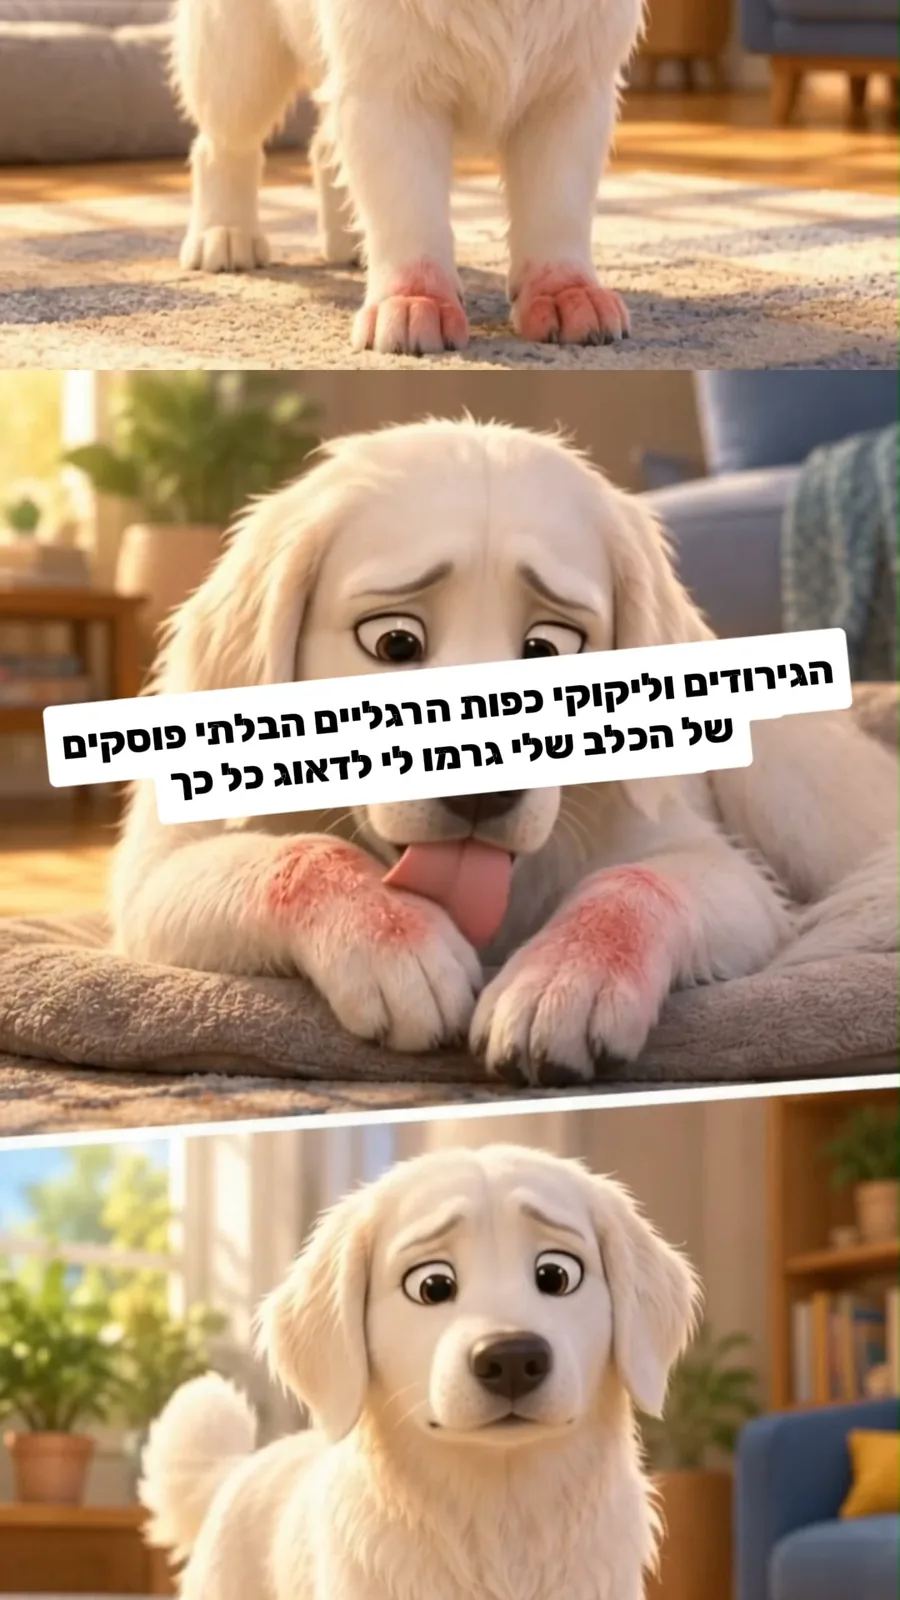 הגירודים וליקוקי כפות הרגליים הבלתי פוסקים
של הכלב שלי גרמו לי לדאוג כל כך